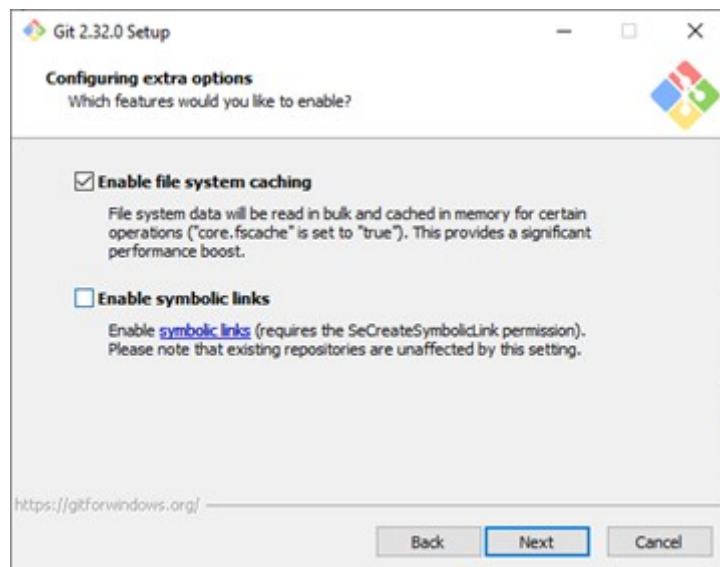 Git 2.32.0 Setup
Configuring extra options
Which features would you like to enable?
Enable file system caching
File system data will be read in bulk and cached in memory for certain
operations ("core.fscache" is set to "true"). This provides a significant
performance boost.
Enable symbolic links
Enable symbolic links (requires the SeCreateSymbolicLink permission).
Please note that existing repositories are unaffected by this setting.
https://gitforwindows.org/
Back Next Cancel